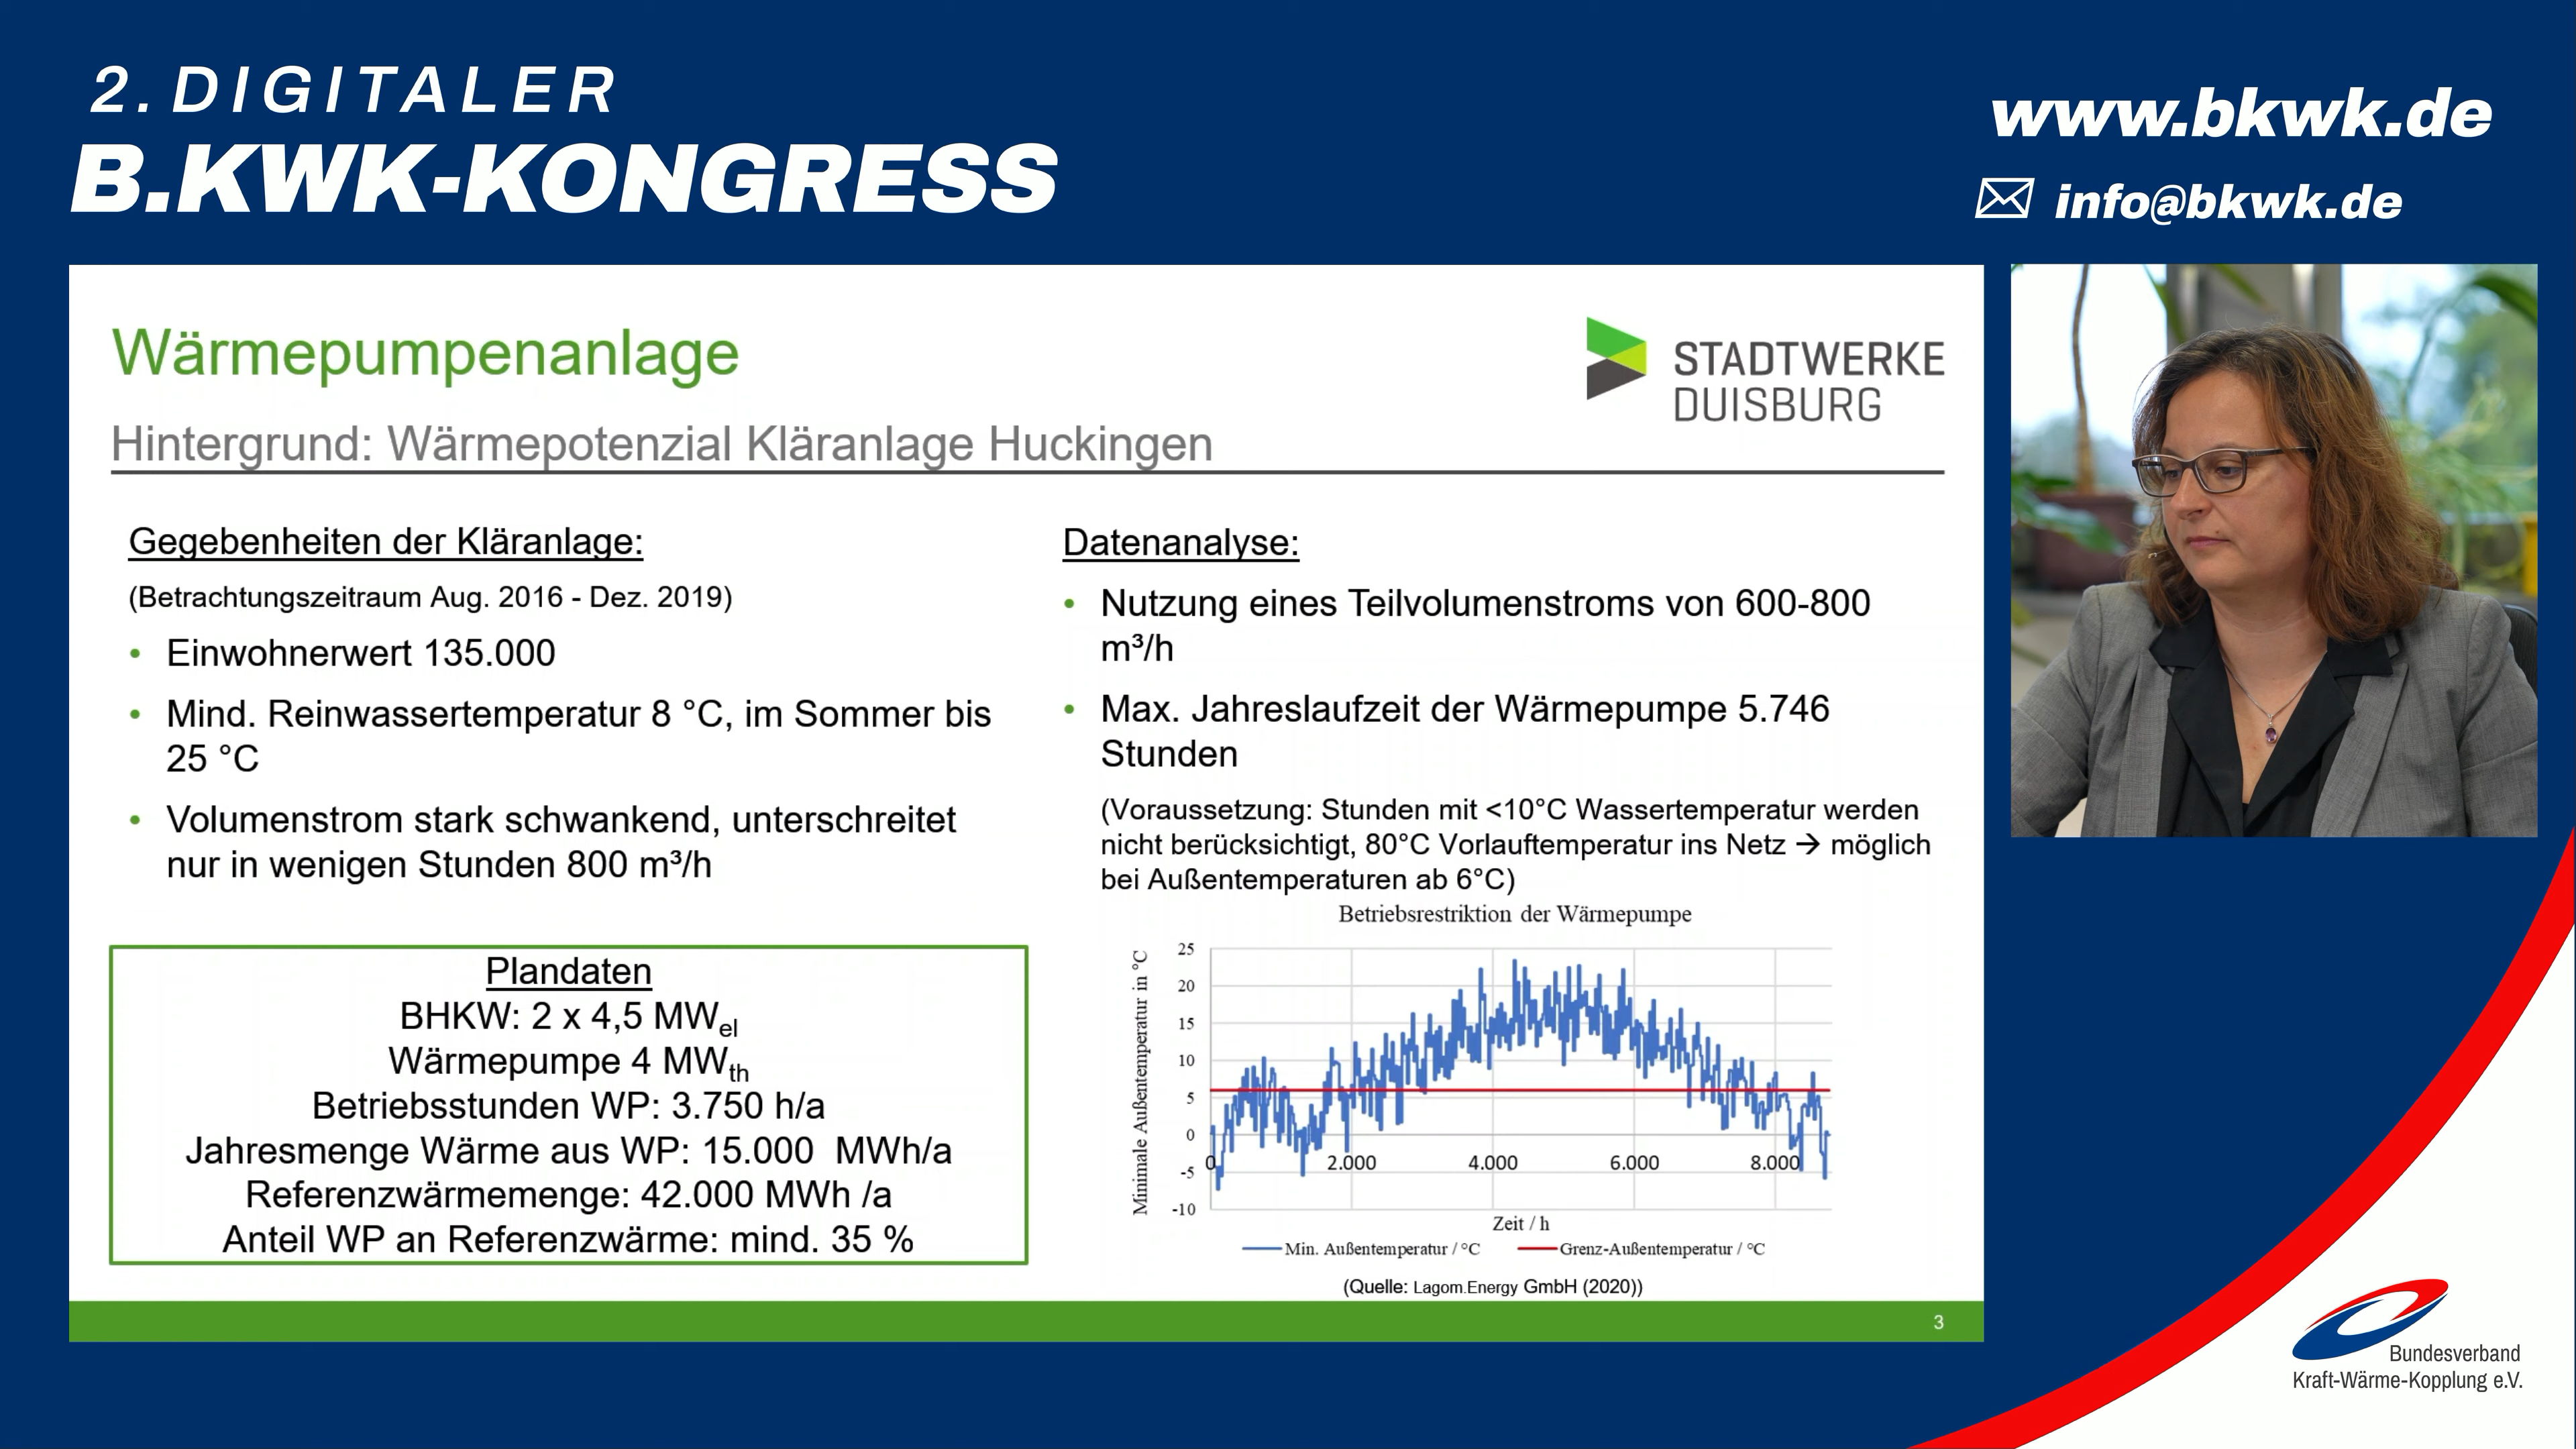 2. DIGITALER
B.KWK-KONGRESS
www.bkwk.de
info@bkwk.de
Wärmepumpenanlage
STADTWERKE
DUISBURG
Hintergrund: Wärmepotenzial Kläranlage Huckingen
Gegebenheiten der Kläranlage:
(Betrachtungszeitraum Aug. 2016 - Dez. 2019)
• Einwohnerwert 135.000
• Mind. Reinwassertemperatur 8 °C, im Sommer bis
25 °C
• Volumenstrom stark schwankend, unterschreitet
nur in wenigen Stunden 800 m³/h
Plandaten
BHKW: 2 x 4,5 MWel
Wärmepumpe 4 MWth
Betriebsstunden WP: 3.750 h/a
Jahresmenge Wärme aus WP: 15.000 MWh/a
Referenzwärmemenge: 42.000 MWh /a
Anteil WP an Referenzwärme: mind. 35 %
Datenanalyse:
• Nutzung eines Teilvolumenstroms von 600-800
m³/h
• Max. Jahreslaufzeit der Wärmepumpe 5.746
Stunden
(Voraussetzung: Stunden mit <10°C Wassertemperatur werden
nicht berücksichtigt, 80°C Vorlauftemperatur ins Netz → möglich
bei Außentemperaturen ab 6°C)
Betriebsrestriktion der Wärmepumpe
Minimale Außentemperatur in °C
25
20
15
10
5
0
-5
-10
0 2.000 4.000 6.000 8.000
Zeit / h
Min. Außentemperatur / °C Grenz-Außentemperatur / °C
(Quelle: Lagom.Energy GmbH (2020))
3
Bundesverband
Kraft-Wärme-Kopplung e.V.